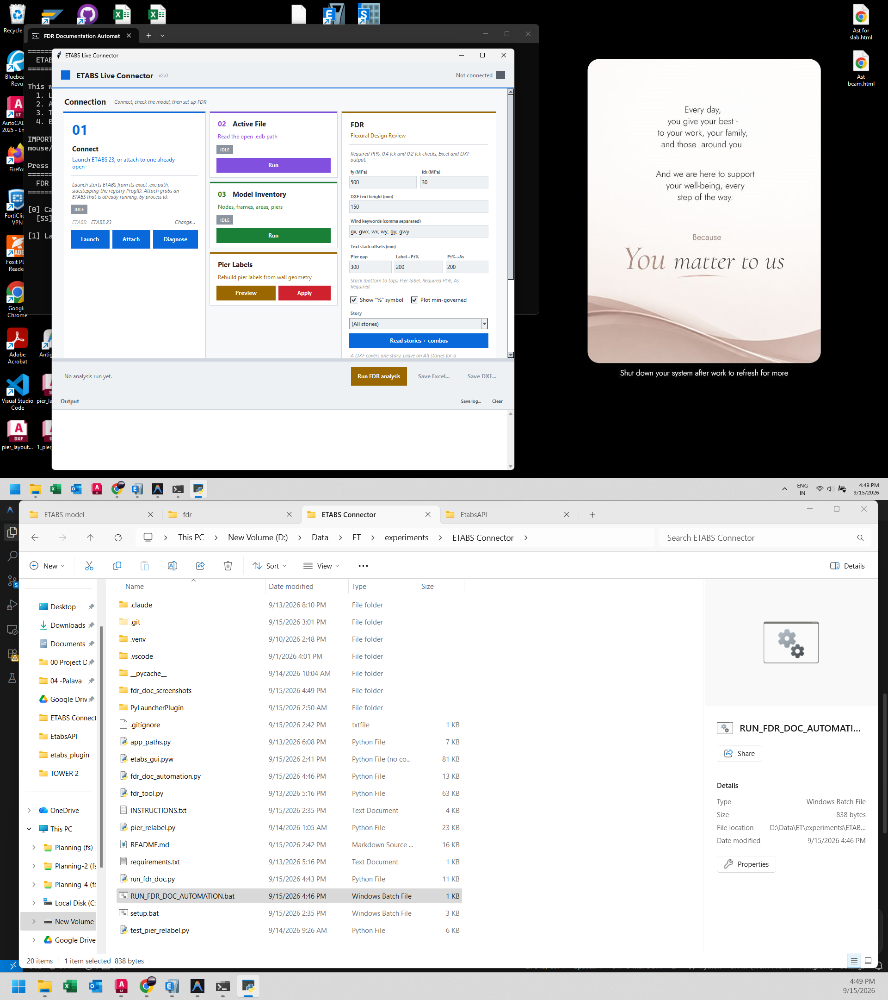 Recycle
Bluebea
Revu
AutoCAD
2025 - En
Firefo
FortiClie
VPN
Foxit PD
Reade
Google
Chrome
Adobe
Acrobat
Antig
Visual Studio
Code
pier_la
pier_layout...
1_pier
Ast for
slab.html
Ast
beam.html
FDR Documentation Automat
ETAB
This w
1. L
2. A
3. T
4. B
IMPORT
mouse/
Press
FDR
[0] Ca
[SS]
[1] La
ETABS Live Connector
ETABS Live Connector v2.0
Not connected
Connection Connect, check the model, then set up FDR
01
Connect
Launch ETABS 23, or attach to one already
open
Launch starts ETABS from its exact .exe path,
sidestepping the registry ProgID. Attach grabs an
ETABS that is already running, by process id.
IDLE
ETABS: ETABS 23 Change...
Launch Attach Diagnose
02 Active File
Read the open .edb path
IDLE
Run
03 Model Inventory
Nodes, frames, areas, piers
IDLE
Run
Pier Labels
Rebuild pier labels from wall geometry
Preview Apply
FDR
Flexural Design Review
Required Pt%, 0.4 fck and 0.2 fck checks, Excel and DXF
output.
fy (MPa) fck (MPa)
500 30
DXF text height (mm)
150
Wind keywords (comma separated)
gx, gwx, wx, wy, gy, gwy
Text stack offsets (mm)
Pier gap Label→Pt% Pt%→As
300 200 200
Stack (bottom to top): Pier label, Required Pt%, As
Required.
Show "%" symbol Plot min-governed
Story
(All stories)
Read stories + combos
A DXF covers one story. Leave on All stories for a
No analysis run yet.
Run FDR analysis Save Excel... Save DXF...
Output Save log... Clear
Every day,
you give your best -
to your work, your family,
and those around you.
And we are here to support
your well-being, every
step of the way.
Because
You matter to us
Shut down your system after work to refresh for more
ENG
IN
4:49 PM
9/15/2026
ETABS model fdr ETABS Connector EtabsAPI
This PC > New Volume (D:) > Data > ET > experiments > ETABS Connector >
Search ETABS Connector
New Sort View ... Details
Name Date modified Type Size
.claude 9/13/2026 8:10 PM File folder
.git 9/15/2026 3:01 PM File folder
.venv 9/10/2026 2:48 PM File folder
.vscode 9/1/2026 4:01 PM File folder
__pycache__ 9/14/2026 10:04 AM File folder
fdr_doc_screenshots 9/15/2026 4:49 PM File folder
PyLauncherPlugin 9/15/2026 2:50 AM File folder
.gitignore 9/15/2026 2:42 PM txtfile 1 KB
app_paths.py 9/13/2026 6:08 PM Python File 7 KB
etabs_gui.pyw 9/15/2026 2:41 PM Python File (no co... 81 KB
fdr_doc_automation.py 9/15/2026 4:46 PM Python File 13 KB
fdr_tool.py 9/13/2026 5:16 PM Python File 63 KB
INSTRUCTIONS.txt 9/15/2026 2:35 PM Text Document 4 KB
pier_relabel.py 9/14/2026 1:05 AM Python File 23 KB
README.md 9/15/2026 2:42 PM Markdown Source ... 16 KB
requirements.txt 9/13/2026 5:16 PM Text Document 1 KB
run_fdr_doc.py 9/15/2026 4:43 PM Python File 11 KB
RUN_FDR_DOC_AUTOMATION.bat 9/15/2026 4:46 PM Windows Batch File 1 KB
setup.bat 9/15/2026 2:35 PM Windows Batch File 3 KB
test_pier_relabel.py 9/14/2026 9:26 AM Python File 6 KB
Desktop
Downloads
Documents
00 Project D
04 -Palava
Google Driv
ETABS Connect
EtabsAPI
etabs_plugin
TOWER 2
OneDrive
This PC
Planning (fs)
Planning-2 (fs
Planning-4 (fs
Local Disk (C:
New Volume
Google Drive
RUN_FDR_DOC_AUTOMATI...
Share
Details
Type Windows Batch File
Size 838 bytes
File location D:\Data\ET\experiments\ETAB...
Date modified 9/15/2026 4:46 PM
Properties
20 items 1 item selected 838 bytes
4:49 PM
9/15/2026